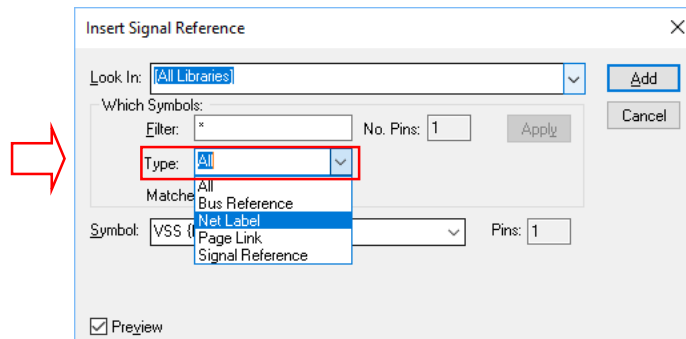 Insert Signal Reference
Look In: [All Libraries] Add
Which Symbols: Cancel
Filter: * No. Pins: 1 Apply
Type: All
All
Bus Reference
Matche
Net Label
Symbol: VSS Pins: 1
Page Link
Signal Reference
Preview